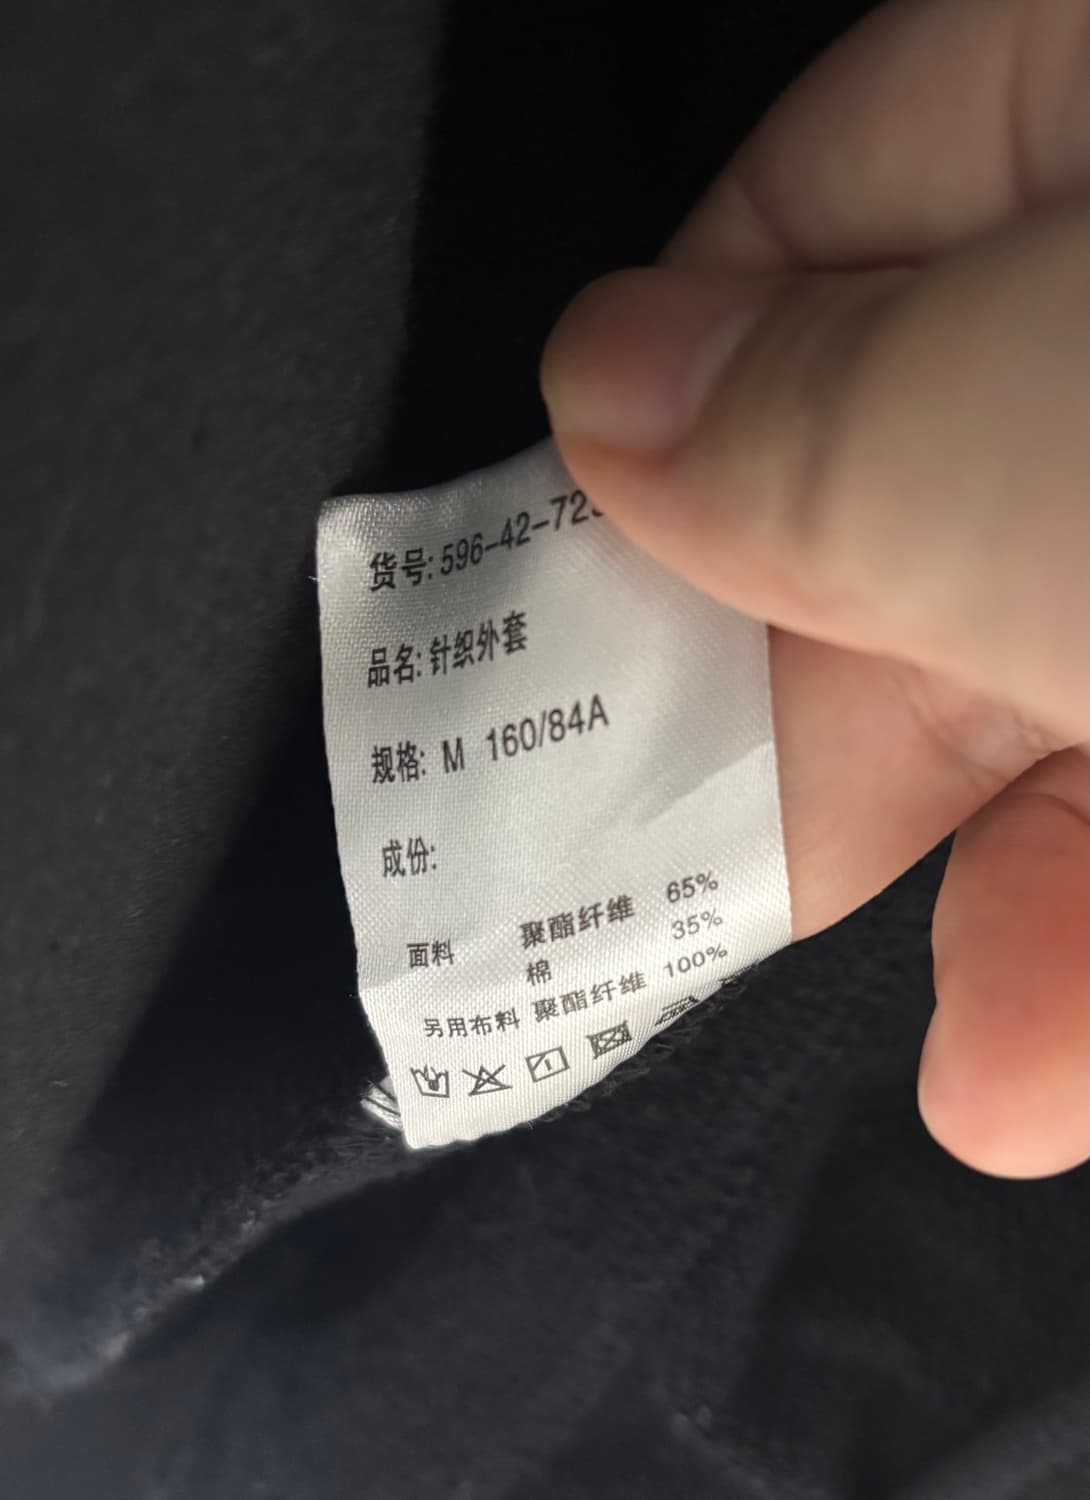 货号: 596-42-723
品名: 针织外套
规格: M 160/84A
成份:
面料 聚酯纤维 65%
棉 35%
另用布料 聚酯纤维 100%